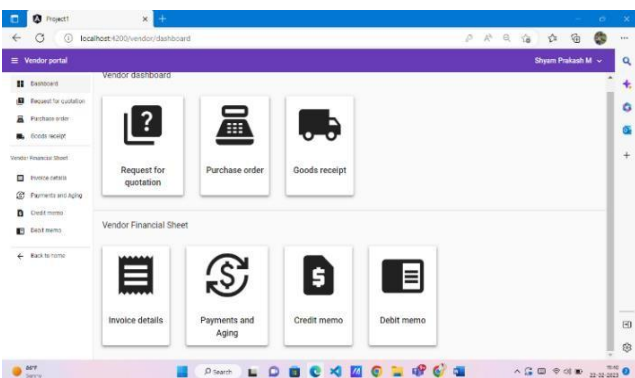 Project1
localhost:4200/vendor/dashboard
Vendor portal
Shyam Prakash M
Dashboard
Request for quotation
Purchase order
Goods receipt
Vendor Financial Sheet
Invoice details
Payments and Aging
Credit memo
Debit memo
Back to home
Vendor dashboard
?
Request for
quotation
Purchase order
Goods receipt
Vendor Financial Sheet
$
Invoice details
Payments and
Aging
$
Credit memo
Debit memo
Search